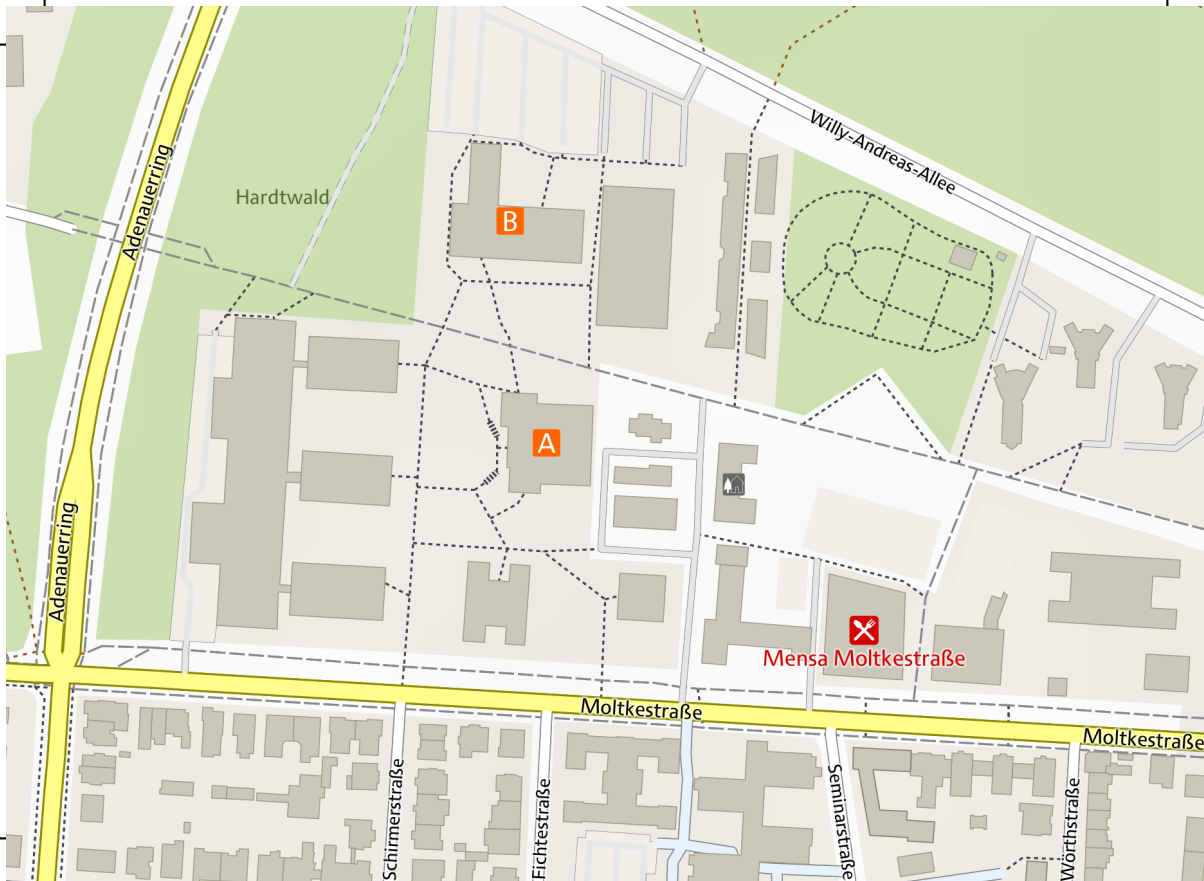 Willy-Andreas-Allee
Adenauerring
Hardtwald
B
A
Adenauerring
Mensa Moltkestraße
Moltkestraße
Moltkestraße
Schirmerstraße
Fichtestraße
Seminarstraße
Wörthstraße